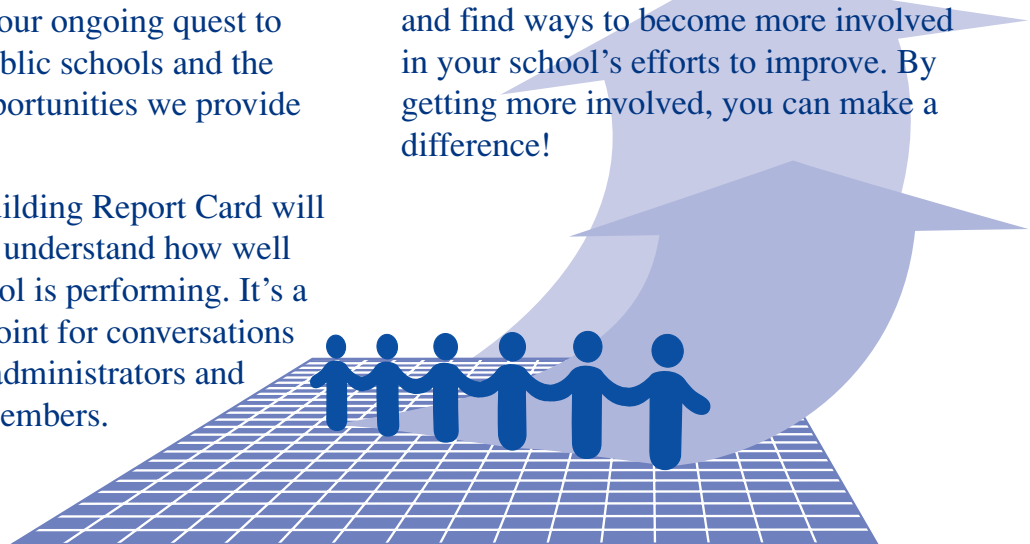 our ongoing quest to
blic schools and the
portunities we provide
ilding Report Card will
understand how well
ol is performing. It’s a
oint for conversations
administrators and
embers.
and find ways to become more involved
in your school’s efforts to improve. By
getting more involved, you can make a
difference!